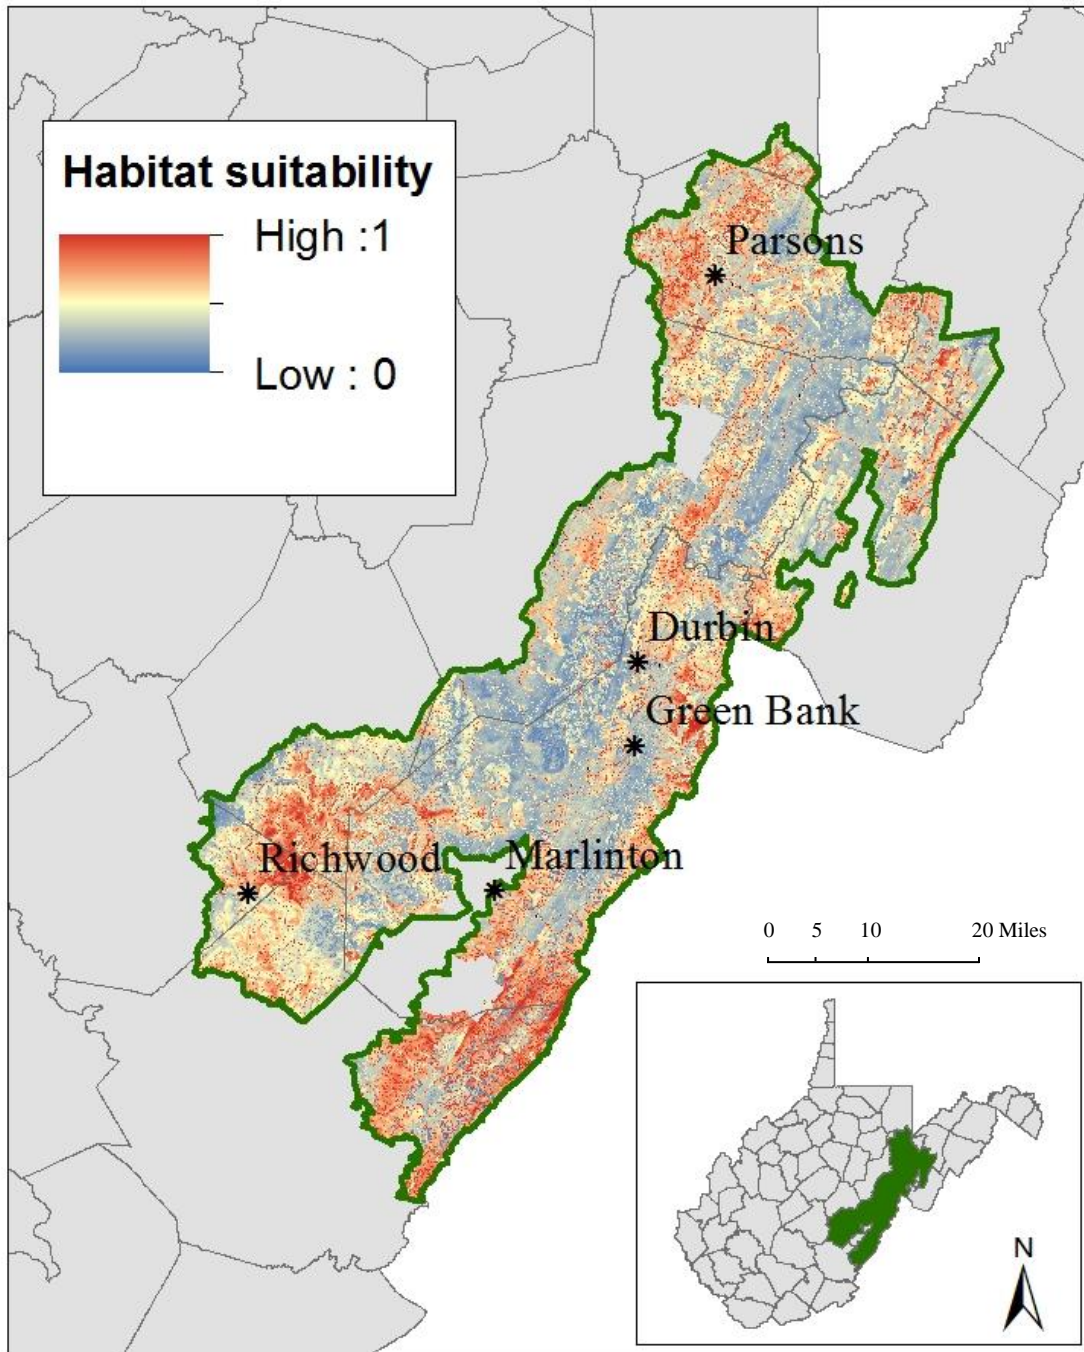 Habitat suitability
High :1
Low : 0
Parsons
Durbin
Green Bank
Richwood
Marlinton
0 5 10 20 Miles
N